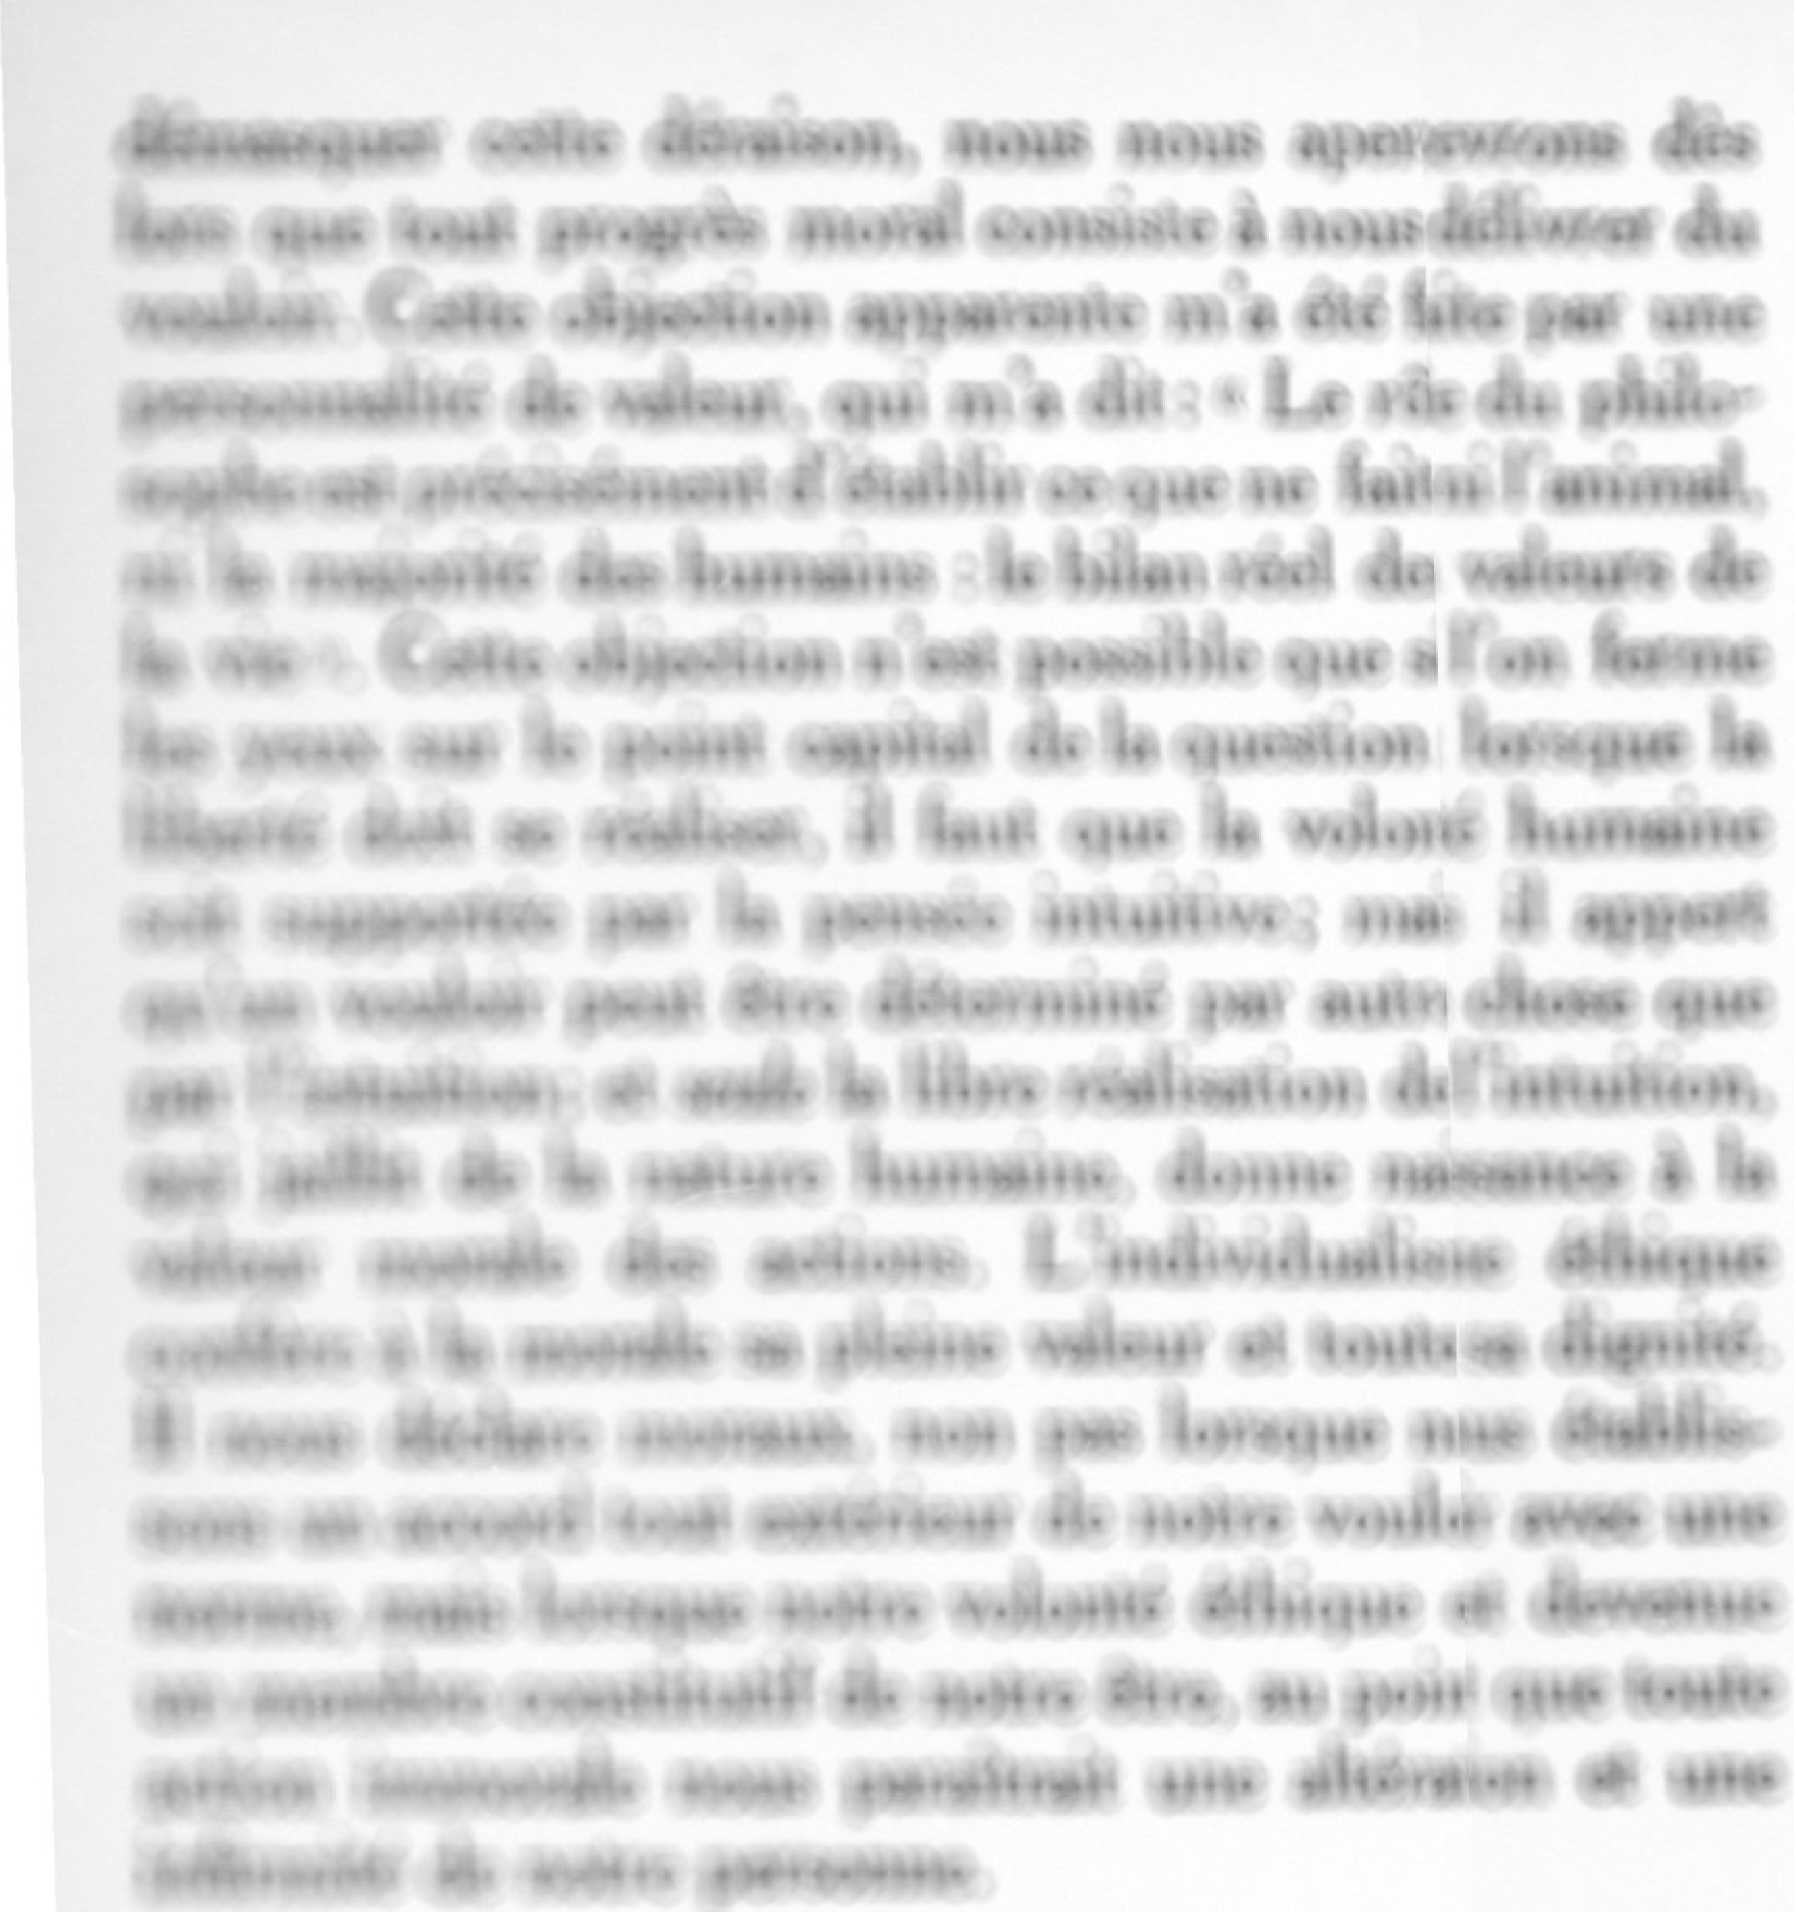 démasquer cette déraison, nous nous apercevrons dès
lors que tout progrès moral consiste à nous délivrer du
vouloir. Cette objection apparente m'a été faite par une
personnalité de valeur, qui m'a dit : « Le rôle du philo-
sophe est précisément d'établir ce que ne fait ni l'animal,
ni la majorité des humains : le bilan réel de valeurs de
la vie ». Cette objection n'est possible que si l'on ferme
les yeux sur le point capital de la question : lorsque la
liberté doit se réaliser, il faut que la volonté humaine
soit supportée par la pensée intuitive ; mais il appert
qu'un vouloir peut être déterminé par autre chose que
par l'intuition ; et seule la libre réalisation de l'intuition,
qui jaillit de la nature humaine, donne naissance à la
valeur morale des actions. L'individualisme éthique
confère à la morale sa pleine valeur et toute sa dignité.
Il nous déclare moraux, non pas lorsque nous établis-
sons un accord tout extérieur de notre vouloir avec une
norme, mais lorsque notre volonté éthique est devenue
un caractère constitutif de notre être, au point que toute
action immorale nous paraîtrait une altération et une
de notre personne.